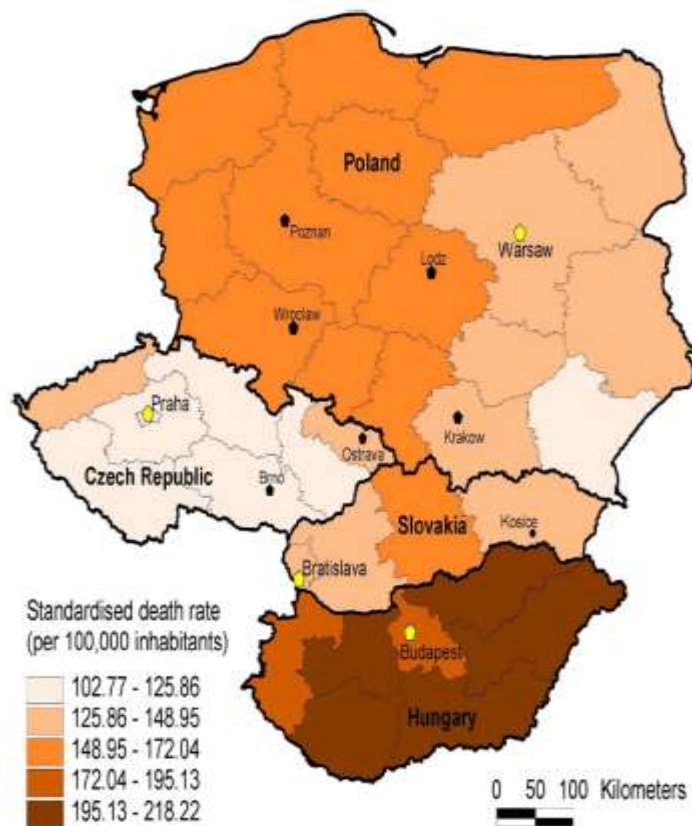 Poland
Poznan
Warsaw
Lodz
Wroclaw
Praha
Krakow
Ostrava
Czech Republic
Brno
Slovakia
Kosice
Bratislava
Standardised death rate
(per 100,000 inhabitants)
102.77 - 125.86
125.86 - 148.95
148.95 - 172.04
172.04 - 195.13
195.13 - 218.22
Budapest
Hungary
0 50 100 Kilometers